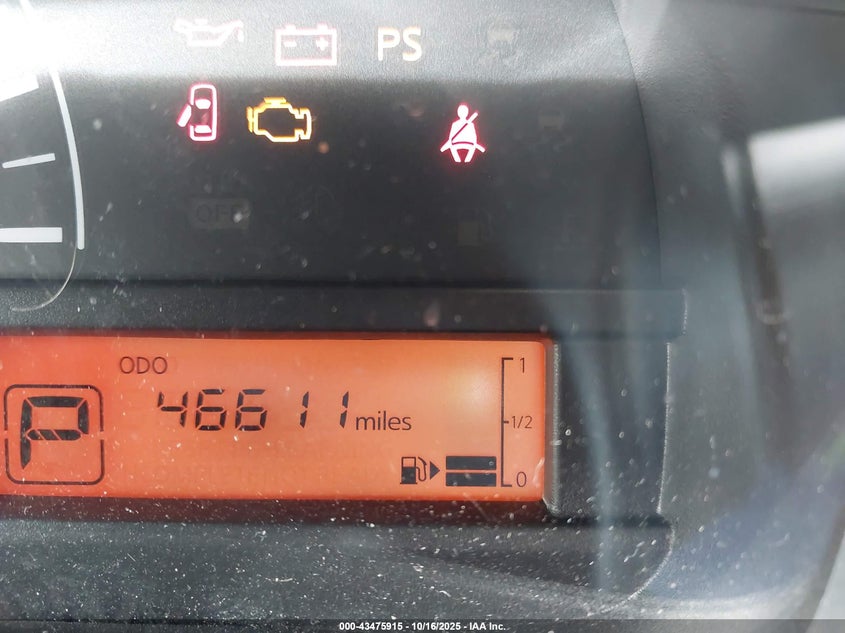 PS
OFF
ODO
1
P
46611 miles
1/2
0
000-43475915 - 10/16/2025 - IAA Inc.